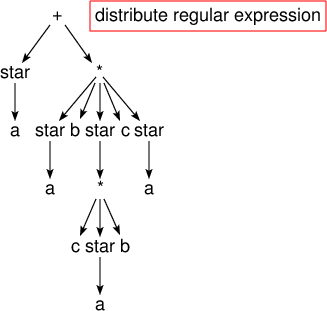 + distribute regular expression
star *
a star b star c star
a * a
c star b
a